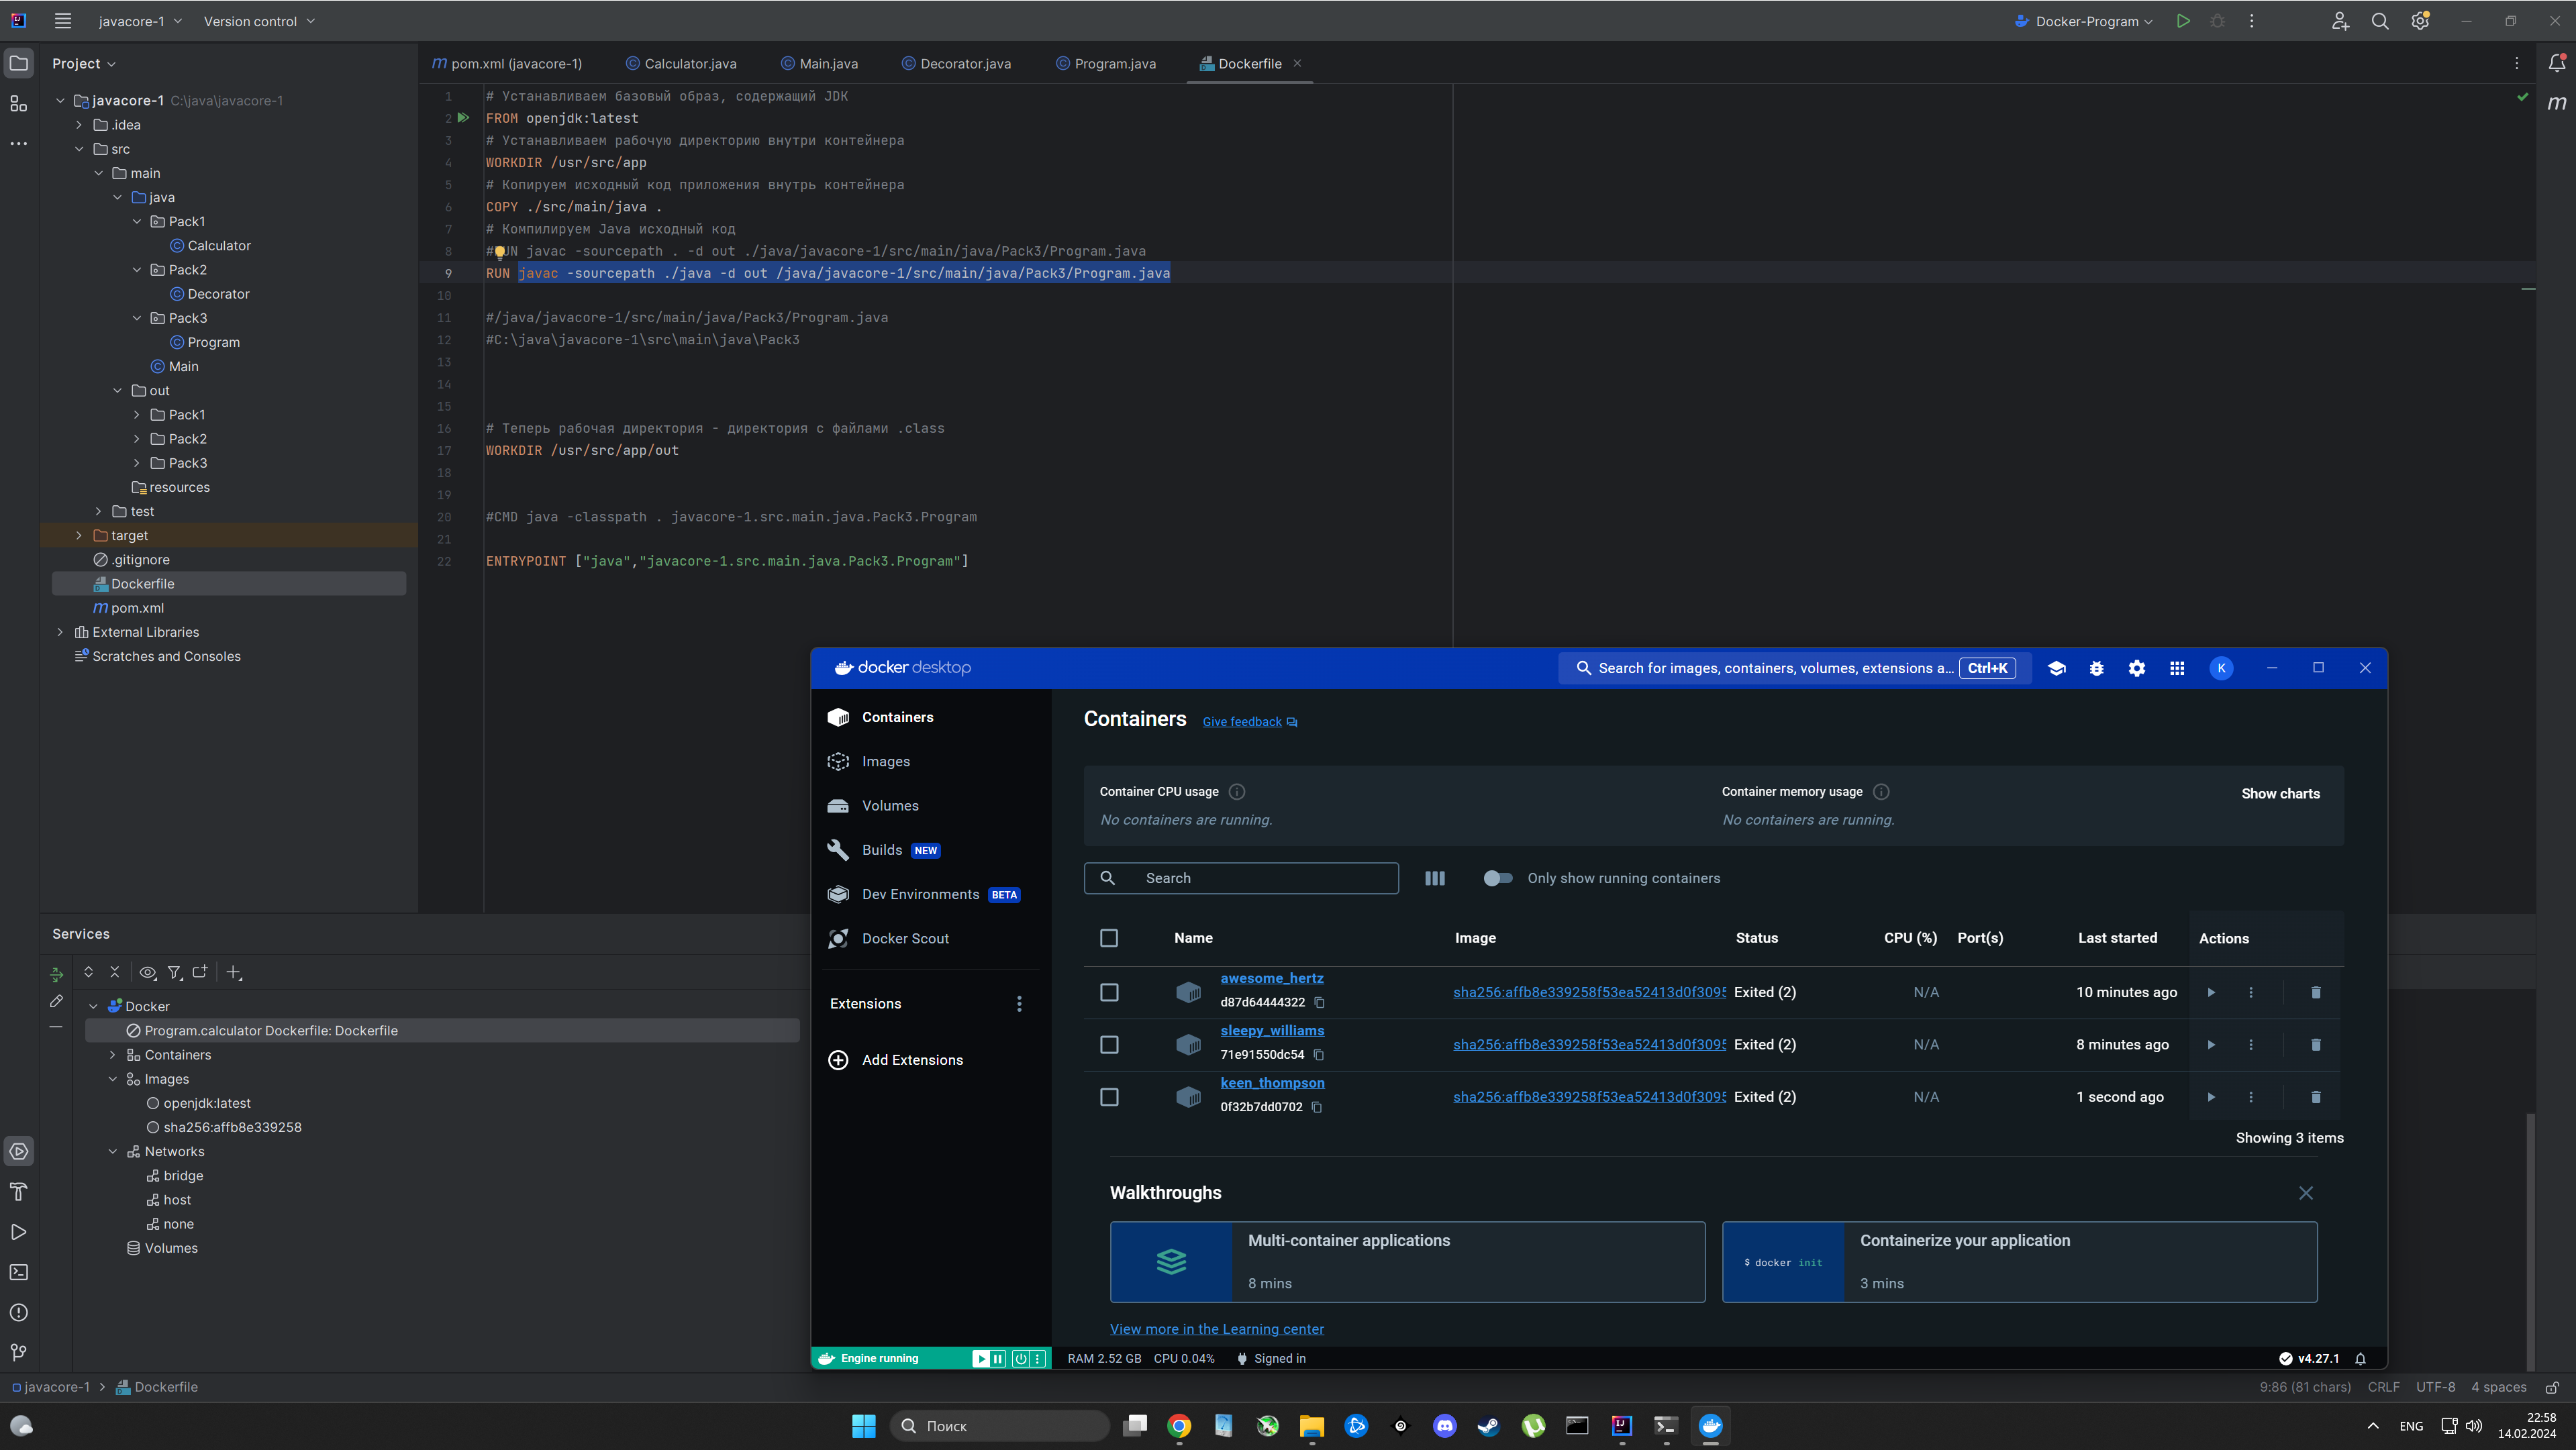 javacore-1
Version control
Docker-Program
Project
pom.xml (javacore-1)
Calculator.java
Main.java
Decorator.java
Program.java
Dockerfile
javacore-1 C:\java\javacore-1
.idea
src
main
java
Pack1
Calculator
Pack2
Decorator
Pack3
Program
Main
out
Pack1
Pack2
Pack3
resources
test
target
.gitignore
Dockerfile
pom.xml
External Libraries
Scratches and Consoles
1 # Устанавливаем базовый образ, содержащий JDK
2 FROM openjdk:latest
3 # Устанавливаем рабочую директорию внутри контейнера
4 WORKDIR /usr/src/app
5 # Копируем исходный код приложения внутрь контейнера
6 COPY ./src/main/java .
7 # Компилируем Java исходный код
8 #RUN javac -sourcepath . -d out ./java/javacore-1/src/main/java/Pack3/Program.java
9 RUN javac -sourcepath ./java -d out /java/javacore-1/src/main/java/Pack3/Program.java
10
11 #/java/javacore-1/src/main/java/Pack3/Program.java
12 #C:\java\javacore-1\src\main\java\Pack3
13
14
15
16 # Теперь рабочая директория - директория с файлами .class
17 WORKDIR /usr/src/app/out
18
19
20 #CMD java -classpath . javacore-1.src.main.java.Pack3.Program
21
22 ENTRYPOINT ["java","javacore-1.src.main.java.Pack3.Program"]
Services
Docker
Program.calculator Dockerfile: Dockerfile
Containers
Images
openjdk:latest
sha256:affb8e339258
Networks
bridge
host
none
Volumes
docker desktop
Search for images, containers, volumes, extensions a... Ctrl+K
K
Containers
Images
Volumes
Builds NEW
Dev Environments BETA
Docker Scout
Extensions
Add Extensions
Containers Give feedback
Container CPU usage
No containers are running.
Container memory usage
No containers are running.
Show charts
Search
Only show running containers
Name Image Status CPU (%) Port(s) Last started Actions
awesome_hertz
d87d64444322
sha256:affb8e339258f53ea52413d0f3095 Exited (2) N/A 10 minutes ago
sleepy_williams
71e91550dc54
sha256:affb8e339258f53ea52413d0f3095 Exited (2) N/A 8 minutes ago
keen_thompson
0f32b7dd0702
sha256:affb8e339258f53ea52413d0f3095 Exited (2) N/A 1 second ago
Showing 3 items
Walkthroughs
Multi-container applications
8 mins
$ docker init
Containerize your application
3 mins
View more in the Learning center
Engine running
RAM 2.52 GB CPU 0.04% Signed in
v4.27.1
javacore-1 > Dockerfile
9:86 (81 chars) CRLF UTF-8 4 spaces
Поиск
ENG
22:58
14.02.2024